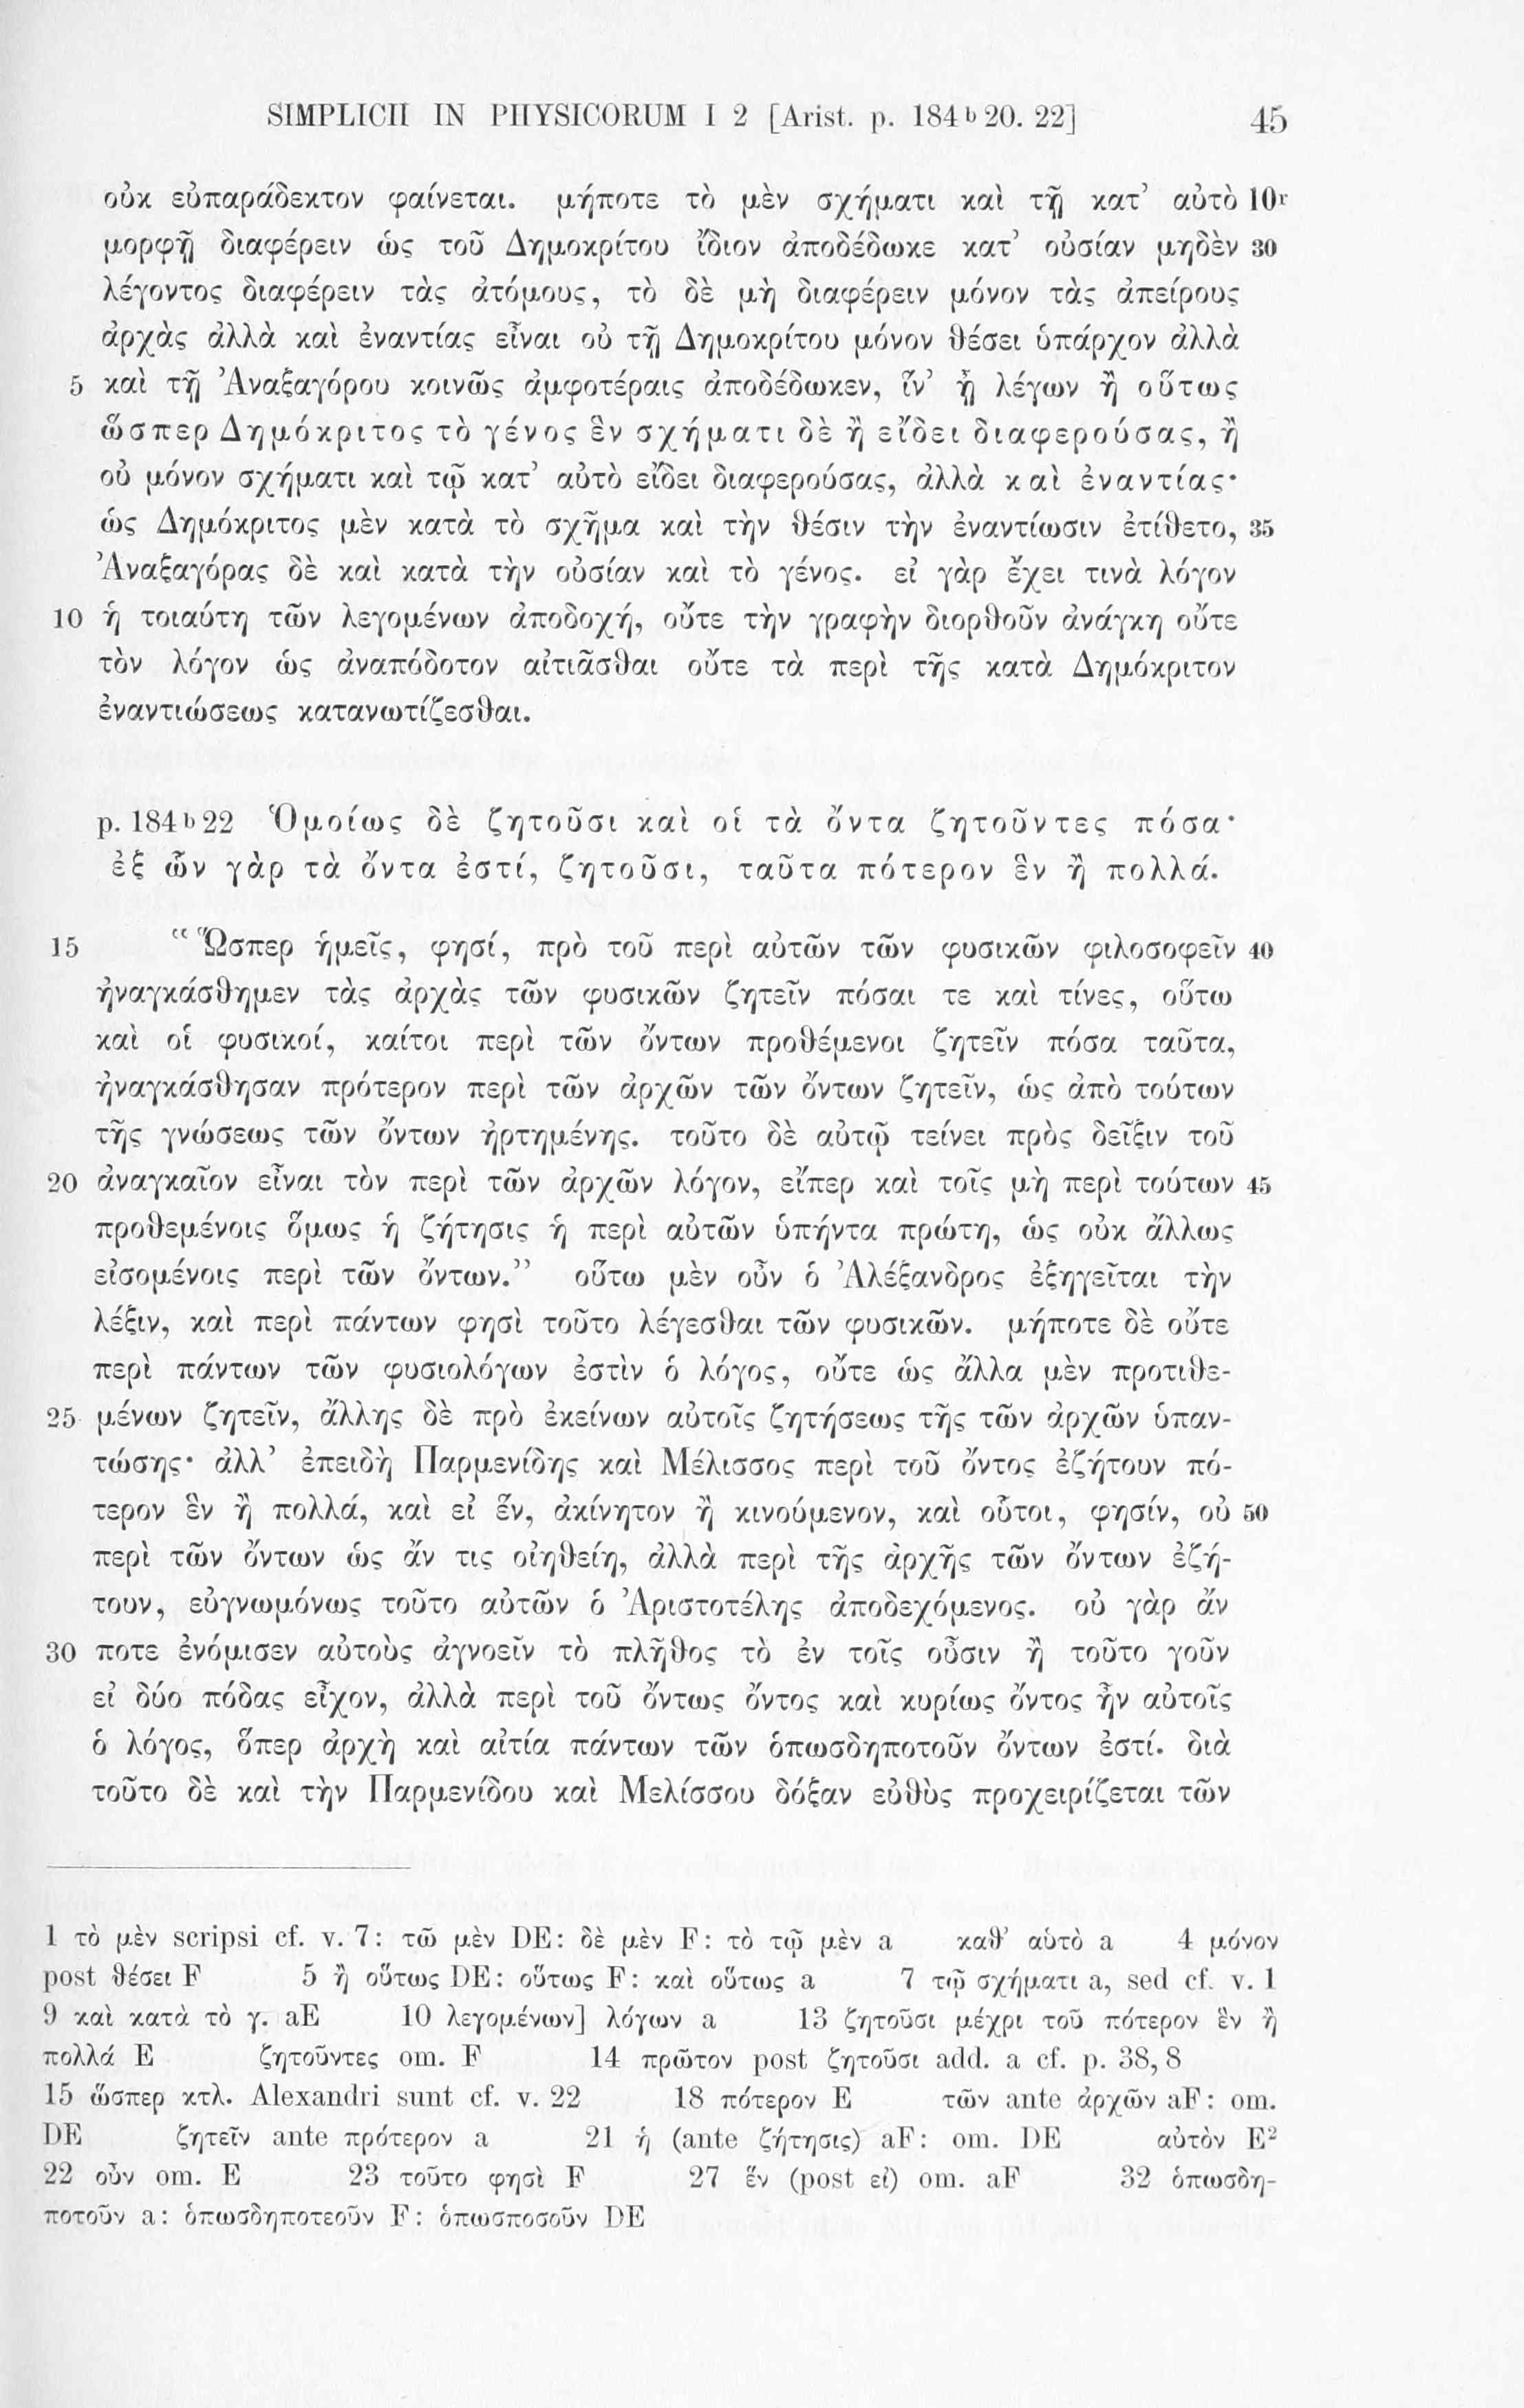 SIMPLICII IN PHYSICORUM I 2 [Arist. p. 184 b 20. 22] 45
οὐκ εὐπαράδεκτον φαίνεται. μήποτε τὸ μὲν σχήματι καὶ τῇ κατ’ αὐτὸ 10r
μορφῇ διαφέρειν ὡς τοῦ Δημοκρίτου ἴδιον ἀποδέδωκε κατ’ οὐσίαν μηδὲν 30
λέγοντος διαφέρειν τὰς ἀτόμους, τὸ δὲ μὴ διαφέρειν μόνον τὰς ἀπείρους
ἀρχὰς ἀλλὰ καὶ ἐναντίας εἶναι οὐ τῇ Δημοκρίτου μόνον θέσει ὑπάρχον ἀλλὰ
5 καὶ τῇ Ἀναξαγόρου κοινῶς ἀμφοτέραις ἀποδέδωκεν, ἵν’ ᾖ λέγων ἢ οὕτως
ὥσπερ Δημόκριτος τὸ γένος ἓν σχήματι δὲ ἢ εἴδει διαφερούσας, ἢ
οὐ μόνον σχήματι καὶ τῷ κατ’ αὐτὸ εἴδει διαφερούσας, ἀλλὰ καὶ ἐναντίας·
ὡς Δημόκριτος μὲν κατὰ τὸ σχῆμα καὶ τὴν θέσιν τὴν ἐναντίωσιν ἐτίθετο, 35
Ἀναξαγόρας δὲ καὶ κατὰ τὴν οὐσίαν καὶ τὸ γένος. εἰ γὰρ ἔχει τινὰ λόγον
10 ἡ τοιαύτη τῶν λεγομένων ἀποδοχή, οὔτε τὴν γραφὴν διορθοῦν ἀνάγκη οὔτε
τὸν λόγον ὡς ἀναπόδοτον αἰτιᾶσθαι οὔτε τὰ περὶ τῆς κατὰ Δημόκριτον
ἐναντιώσεως κατανωτίζεσθαι.
p. 184 b 22 Ὁμοίως δὲ ζητοῦσι καὶ οἱ τὰ ὄντα ζητοῦντες πόσα·
ἐξ ὧν γὰρ τὰ ὄντα ἐστί, ζητοῦσι, ταῦτα πότερον ἓν ἢ πολλά.
15 “Ὥσπερ ἡμεῖς, φησί, πρὸ τοῦ περὶ αὐτῶν τῶν φυσικῶν φιλοσοφεῖν 40
ἠναγκάσθημεν τὰς ἀρχὰς τῶν φυσικῶν ζητεῖν πόσαι τε καὶ τίνες, οὕτω
καὶ οἱ φυσικοί, καίτοι περὶ τῶν ὄντων προθέμενοι ζητεῖν πόσα ταῦτα,
ἠναγκάσθησαν πρότερον περὶ τῶν ἀρχῶν τῶν ὄντων ζητεῖν, ὡς ἀπὸ τούτων
τῆς γνώσεως τῶν ὄντων ἠρτημένης. τοῦτο δὲ αὐτῷ τείνει πρὸς δεῖξιν τοῦ
20 ἀναγκαῖον εἶναι τὸν περὶ τῶν ἀρχῶν λόγον, εἴπερ καὶ τοῖς μὴ περὶ τούτων 45
προθεμένοις ὅμως ἡ ζήτησις ἡ περὶ αὐτῶν ὑπήντα πρώτη, ὡς οὐκ ἄλλως
εἰσομένοις περὶ τῶν ὄντων.” οὕτω μὲν οὖν ὁ Ἀλέξανδρος ἐξηγεῖται τὴν
λέξιν, καὶ περὶ πάντων φησὶ τοῦτο λέγεσθαι τῶν φυσικῶν. μήποτε δὲ οὔτε
περὶ πάντων τῶν φυσιολόγων ἐστὶν ὁ λόγος, οὔτε ὡς ἄλλα μὲν προτιθε-
25 μένων ζητεῖν, ἄλλης δὲ πρὸ ἐκείνων αὐτοῖς ζητήσεως τῆς τῶν ἀρχῶν ὑπαν-
τώσης· ἀλλ’ ἐπειδὴ Παρμενίδης καὶ Μέλισσος περὶ τοῦ ὄντος ἐζήτουν πό-
τερον ἓν ἢ πολλά, καὶ εἰ ἕν, ἀκίνητον ἢ κινούμενον, καὶ οὗτοι, φησίν, οὐ 50
περὶ τῶν ὄντων ὡς ἄν τις οἰηθείη, ἀλλὰ περὶ τῆς ἀρχῆς τῶν ὄντων ἐζή-
τουν, εὐγνωμόνως τοῦτο αὐτῶν ὁ Ἀριστοτέλης ἀποδεχόμενος. οὐ γὰρ ἄν
30 ποτε ἐνόμισεν αὐτοὺς ἀγνοεῖν τὸ πλῆθος τὸ ἐν τοῖς οὖσιν ἢ τοῦτο γοῦν
εἰ δύο πόδας εἶχον, ἀλλὰ περὶ τοῦ ὄντως ὄντος καὶ κυρίως ὄντος ἦν αὐτοῖς
ὁ λόγος, ὅπερ ἀρχὴ καὶ αἰτία πάντων τῶν ὁπωσδηποτοῦν ὄντων ἐστί. διὰ
τοῦτο δὲ καὶ τὴν Παρμενίδου καὶ Μελίσσου δόξαν εὐθὺς προχειρίζεται τῶν
1 τὸ μὲν scripsi cf. v. 7: τῶ μὲν DE: δὲ μὲν F: τὸ τῷ μὲν a καθ’ αὑτὸ a 4 μόνον
post θέσει F 5 ἢ οὕτως DE: οὕτως F: καὶ οὕτως a 7 τῷ σχήματι a, sed cf. v. 1
9 καὶ κατὰ τὸ γ. aE 10 λεγομένων] λόγων a 13 ζητοῦσι μέχρι τοῦ πότερον ἓν ἢ
πολλά E ζητοῦντες om. F 14 πρῶτον post ζητοῦσι add. a cf. p. 38, 8
15 ὥσπερ κτλ. Alexandri sunt cf. v. 22 18 πότερον E τῶν ante ἀρχῶν aF: om.
DE ζητεῖν ante πρότερον a 21 ἡ (ante ζήτησις) aF: om. DE αὐτὸν E²
22 οὖν om. E 23 τοῦτο φησὶ F 27 ἕν (post εἰ) om. aF 32 ὁπωσδη-
ποτοῦν a: ὁπωσδηποτεοῦν F: ὁπωσποσοῦν DE